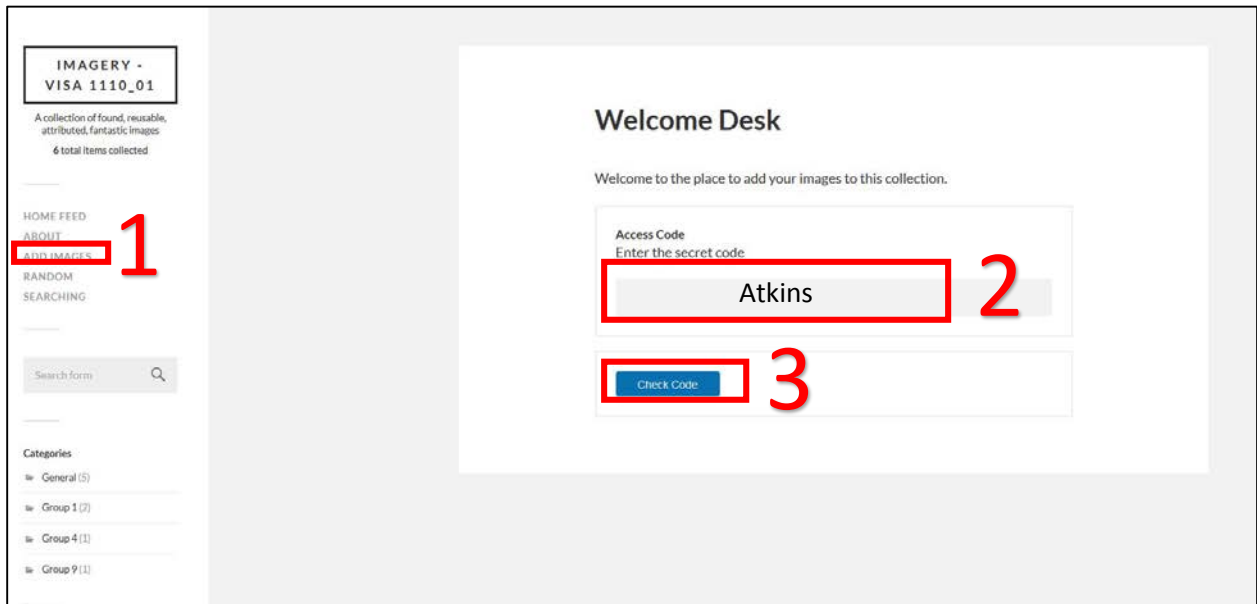 IMAGERY -
VISA 1110_01
A collection of found, reusable,
attributed, fantastic images
6 total items collected
HOME FEED
ABOUT
ADD IMAGES
RANDOM
SEARCHING
1
Search form
Categories
General (5)
Group 1 (2)
Group 4 (1)
Group 9 (1)
Welcome Desk
Welcome to the place to add your images to this collection.
Access Code
Enter the secret code
Atkins
2
Check Code
3